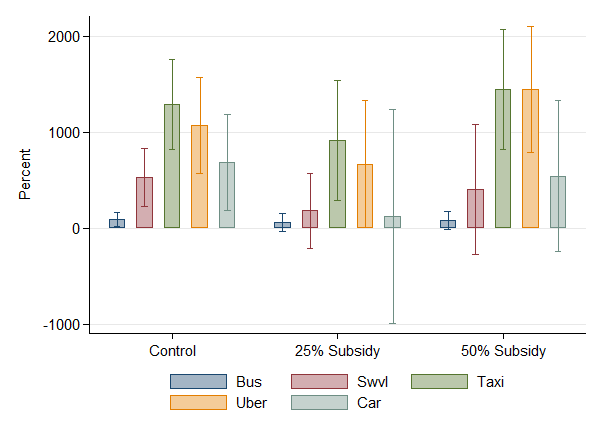 2000
1000
0
-1000
Percent
Control 25% Subsidy 50% Subsidy
Bus Swvl Taxi
Uber Car